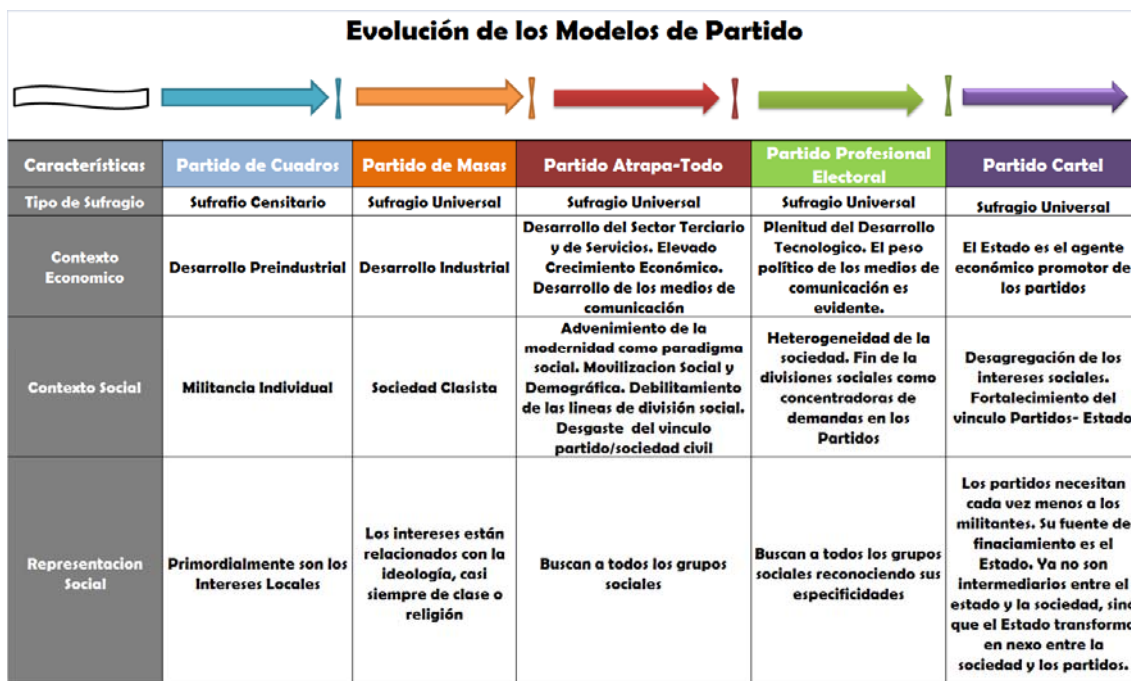 Evolución de los Modelos de Partido
Características
Partido de Cuadros
Partido de Masas
Partido Atrapa-Todo
Partido Profesional
Electoral
Partido Cartel
Tipo de Sufragio
Sufrafio Censitario
Sufragio Universal
Sufragio Universal
Sufragio Universal
Sufragio Universal
Contexto
Economico
Desarrollo Preindustrial
Desarrollo Industrial
Desarrollo del Sector Terciario
y de Servicios. Elevado
Crecimiento Económico.
Desarrollo de los medios de
comunicación
Plenitud del Desarrollo
Tecnologico. El peso
político de los medios de
comunicación es
evidente.
El Estado es el agente
económico promotor de
los partidos
Contexto Social
Militancia Individual
Sociedad Clasista
Advenimiento de la
modernidad como paradigma
social. Movilizacion Social y
Demográfica. Debilitamiento
de las lineas de división social.
Desgaste del vinculo
partido/sociedad civil
Heterogeneidad de la
sociedad. Fin de la
divisiones sociales como
concentradoras de
demandas en los
Partidos
Desagregación de los
intereses sociales.
Fortalecimiento del
vinculo Partidos- Estado
Representacion
Social
Primordialmente son los
Intereses Locales
Los intereses están
relacionados con la
ideología, casi
siempre de clase o
religión
Buscan a todos los grupos
sociales
Buscan a todos los grupos
sociales reconociendo sus
especificidades
Los partidos necesitan
cada vez menos a los
militantes. Su fuente de
finaciamiento es el
Estado. Ya no son
intermediarios entre el
estado y la sociedad, sino
que el Estado transforma
en nexo entre la
sociedad y los partidos.